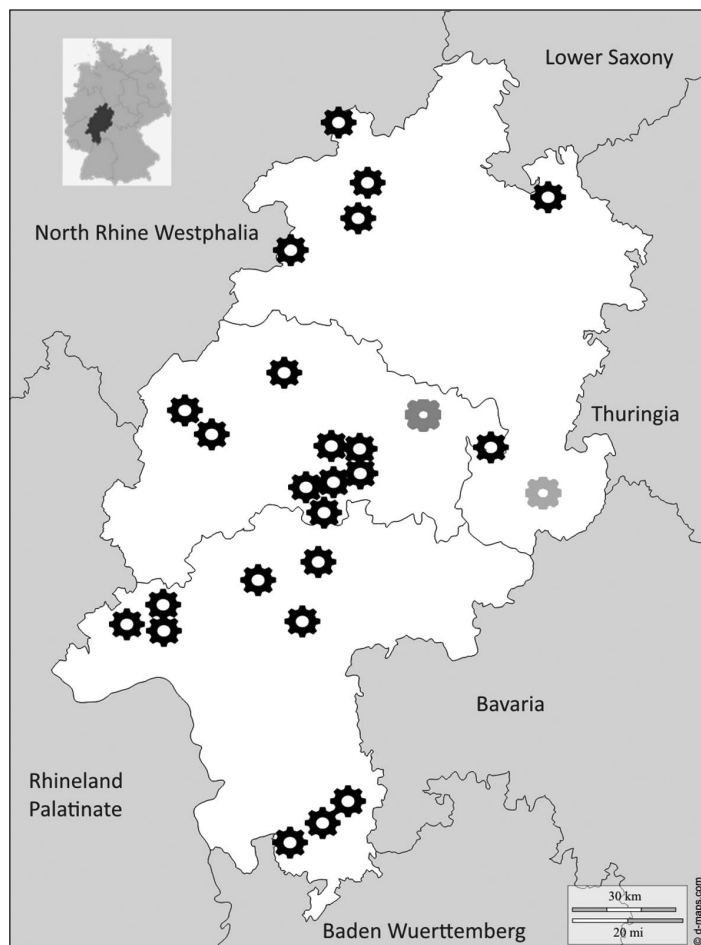 Lower Saxony
North Rhine Westphalia
Thuringia
Bavaria
Rhineland
Palatinate
Baden Wuerttemberg
30 km
20 mi
© d-maps.com